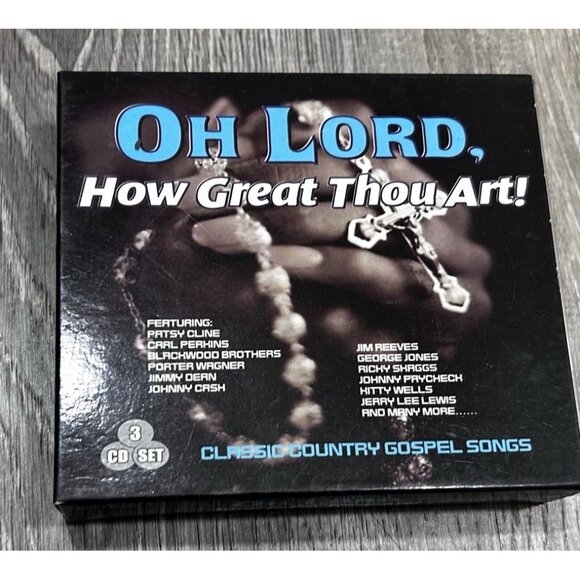 OH LORD,
HOW GREAT THOU ART!
FEATURING:
PATSY CLINE
CARL PERKINS
BLACKWOOD BROTHERS
PORTER WAGNER
JIMMY DEAN
JOHNNY CASH
JIM REEVES
GEORGE JONES
RICKY SKAGGS
JOHNNY PAYCHECH
KITTY WELLS
JERRY LEE LEWIS
AND MANY MORE......
3
CD SET
CLASSIC COUNTRY GOSPEL SONGS